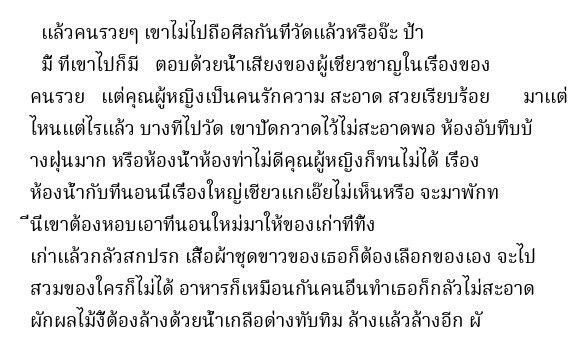 แล้วคนรวยๆ เขาไม่ไปถือศีลกันที่วัดแล้วหรือจ๊ะ ป้า
มี้ ที่เขาไปก็มี ตอบด้วยน้ำเสียงของผู้เชี่ยวชาญในเรื่องของ
คนรวย แต่คุณผู้หญิงเป็นคนรักความ สะอาด สวยเรียบร้อย มาแต่
ไหนแต่ไรแล้ว บางทีไปวัด เขาปัดกวาดไว้ไม่สะอาดพอ ห้องอับทึบบ้
างฝุ่นมาก หรือห้องน้ำห้องท่าไม่ดีคุณผู้หญิงก็ทนไม่ได้ เรื่อง
ห้องน้ำกับที่นอนนี่เรื่องใหญ่เชียวแกเอ๊ยไม่เห็นหรือ จะมาพักท
ี่นี่เขาต้องหอบเอาที่นอนใหม่มาให้ของเก่าที่ทิ้ง
เก่าแล้วกลัวสกปรก เสื้อผ้าชุดขาวของเธอก็ต้องเลือกของเอง จะไป
สวมของใครก็ไม่ได้ อาหารก็เหมือนกันคนอื่นทำเธอก็กลัวไม่สะอาด
ผักผลไม้งี้ต้องล้างด้วยน้ำเกลือด่างทับทิม ล้างแล้วล้างอีก ผั